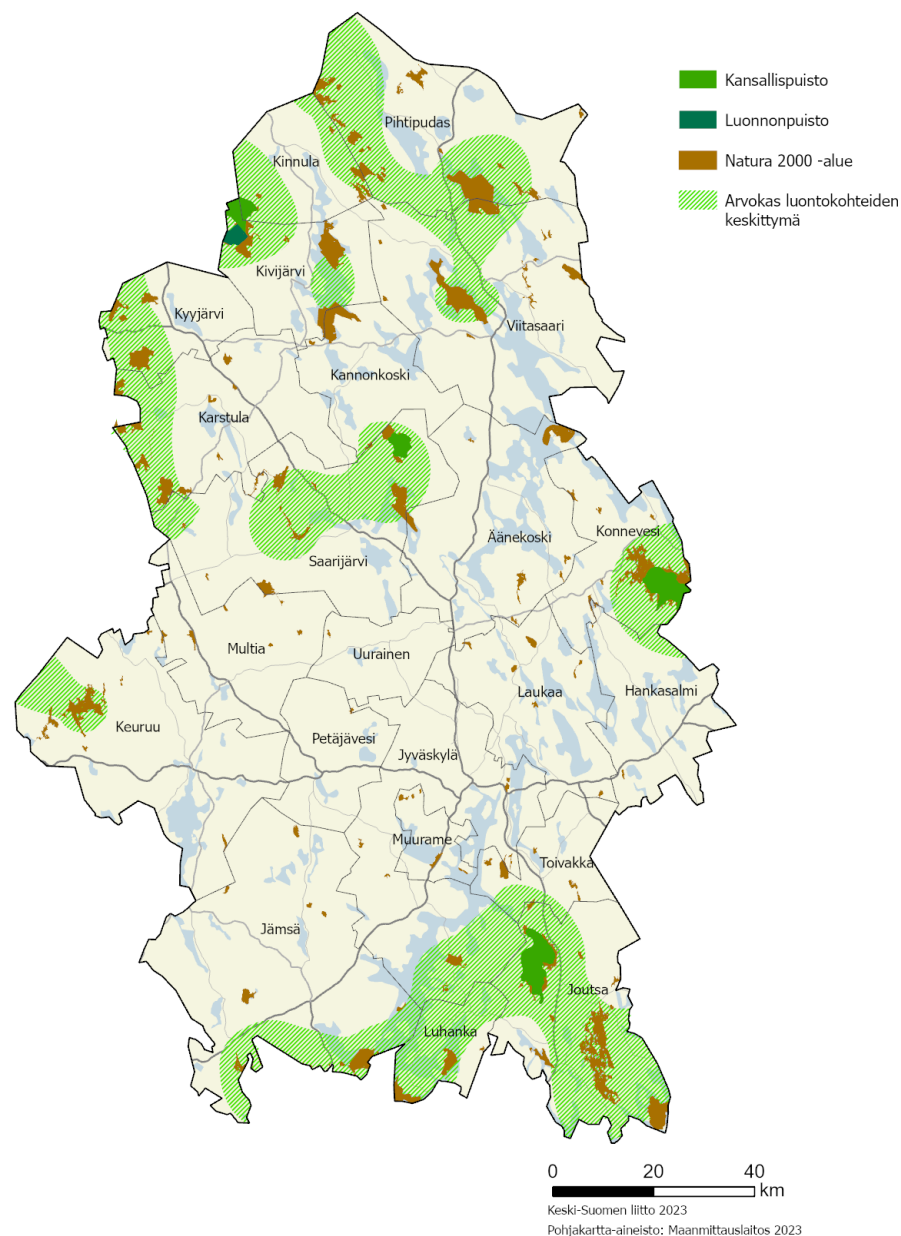 Kansallispuisto
Luonnonpuisto
Natura 2000 -alue
Arvokas luontokohteiden
keskittymä
Pihtipudas
Kinnula
Kivijärvi
Kyyjärvi
Viitasaari
Kannonkoski
Karstula
Konnevesi
Äänekoski
Saarijärvi
Multia
Uurainen
Laukaa
Hankasalmi
Keuruu
Petäjävesi
Jyväskylä
Muurame
Toivakka
Jämsä
Joutsa
Luhanka
0 20 40
km
Keski-Suomen liitto 2023
Pohjakartta-aineisto: Maanmittauslaitos 2023